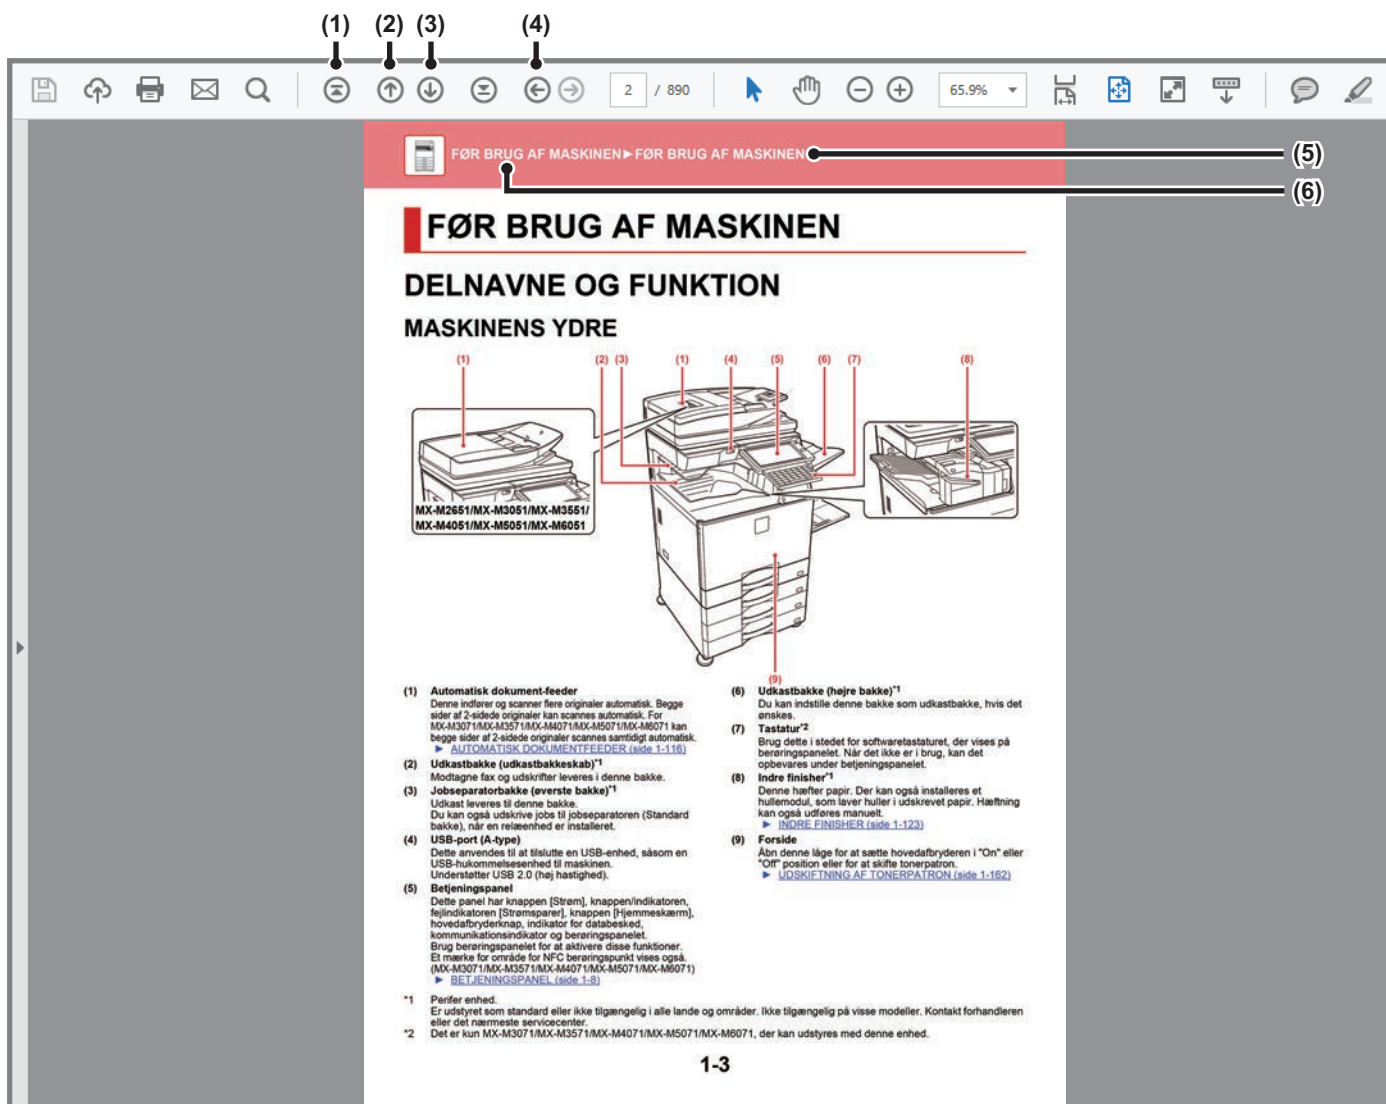 (1) (2) (3) (4)
2 / 890 65.9%
FØR BRUG AF MASKINEN►FØR BRUG AF MASKINEN
(5)
(6)
FØR BRUG AF MASKINEN
DELNAVNE OG FUNKTION
MASKINENS YDRE
(1) (2) (3) (1) (4) (5) (6) (7) (8)
MX-M2651/MX-M3051/MX-M3551/
MX-M4051/MX-M5051/MX-M6051
(9)
(1) Automatisk dokument-feeder
Denne indfører og scanner flere originaler automatisk. Begge
sider af 2-sidede originaler kan scannes automatisk. For
MX-M3071/MX-M3571/MX-M4071/MX-M5071/MX-M6071 kan
begge sider af 2-sidede originaler scannes samtidigt automatisk.
► AUTOMATISK DOKUMENTFEEDER (side 1-116)
(2) Udkastbakke (udkastbakkeskab)*1
Modtagne fax og udskrifter leveres i denne bakke.
(3) Jobseparatorbakke (øverste bakke)*1
Udkast leveres til denne bakke.
Du kan også udskrive jobs til jobseparatoren (Standard
bakke), når en relæenhed er installeret.
(4) USB-port (A-type)
Dette anvendes til at tilslutte en USB-enhed, såsom en
USB-hukommelsesenhed til maskinen.
Understøtter USB 2.0 (høj hastighed).
(5) Betjeningspanel
Dette panel har knappen [Strøm], knappen/indikatoren,
fejlindikatoren [Strømsparer], knappen [Hjemmeskærm],
hovedafbryderknap, indikator for databesked,
kommunikationsindikator og berøringspanelet.
Brug berøringspanelet for at aktivere disse funktioner.
Et mærke for område for NFC berøringspunkt vises også.
(MX-M3071/MX-M3571/MX-M4071/MX-M5071/MX-M6071)
► BETJENINGSPANEL (side 1-8)
(6) Udkastbakke (højre bakke)*1
Du kan indstille denne bakke som udkastbakke, hvis det
ønskes.
(7) Tastatur*2
Brug dette i stedet for softwaretastaturet, der vises på
berøringspanelet. Når det ikke er i brug, kan det
opbevares under betjeningspanelet.
(8) Indre finisher*1
Denne hæfter papir. Der kan også installeres et
hullemodul, som laver huller i udskrevet papir. Hæftning
kan også udføres manuelt.
► INDRE FINISHER (side 1-123)
(9) Forside
Åbn denne låge for at sætte hovedafbryderen i "On" eller
"Off" position eller for at skifte tonerpatron.
► UDSKIFTNING AF TONERPATRON (side 1-162)
*1 Perifer enhed.
Er udstyret som standard eller ikke tilgængelig i alle lande og områder. Ikke tilgængelig på visse modeller. Kontakt forhandleren
eller det nærmeste servicecenter.
*2 Det er kun MX-M3071/MX-M3571/MX-M4071/MX-M5071/MX-M6071, der kan udstyres med denne enhed.
1-3